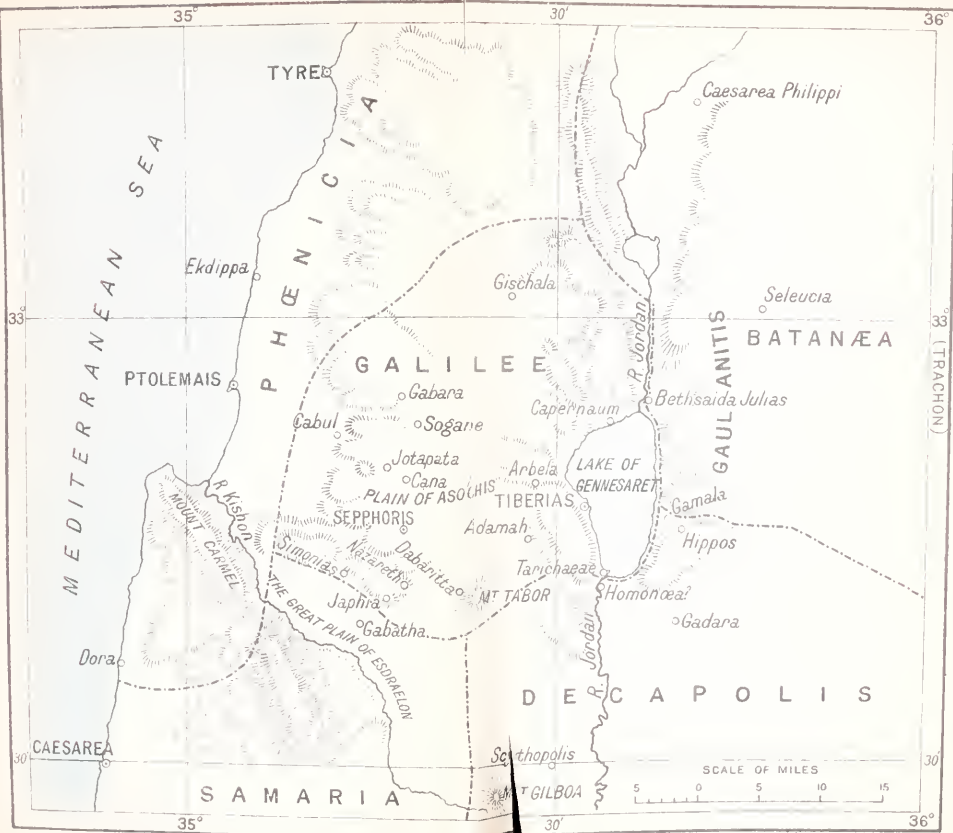 35°
30′
36°
TYRE
Caesarea Philippi
MEDITERRANEAN SEA
PHŒNICIA
Ekdippa
Gischala
R. Jordan
Seleucia
33°
33°
(TRACHON)
BATANÆA
GAULANITIS
GALILEE
PTOLEMAIS
Gabara
Bethsaida Julias
Capernaum
Cabul
Sogane
Jotapata
Arbela
LAKE OF
GENNESARET
Cana
PLAIN OF ASOCHIS
TIBERIAS
R. Kishon
MOUNT CARMEL
SEPPHORIS
Adamah
Gamala
Hippos
Simonias
Nazareth
Dabaritta
Taricheae
MT TABOR
Homonœa?
Japhia
THE GREAT PLAIN OF ESDRAELON
Gabatha
Gadara
Dora
R. Jordan
DECAPOLIS
CAESAREA
30′
30′
SCALE OF MILES
5 0 5 10 15
SAMARIA
GILBOA
35°
30′
36°